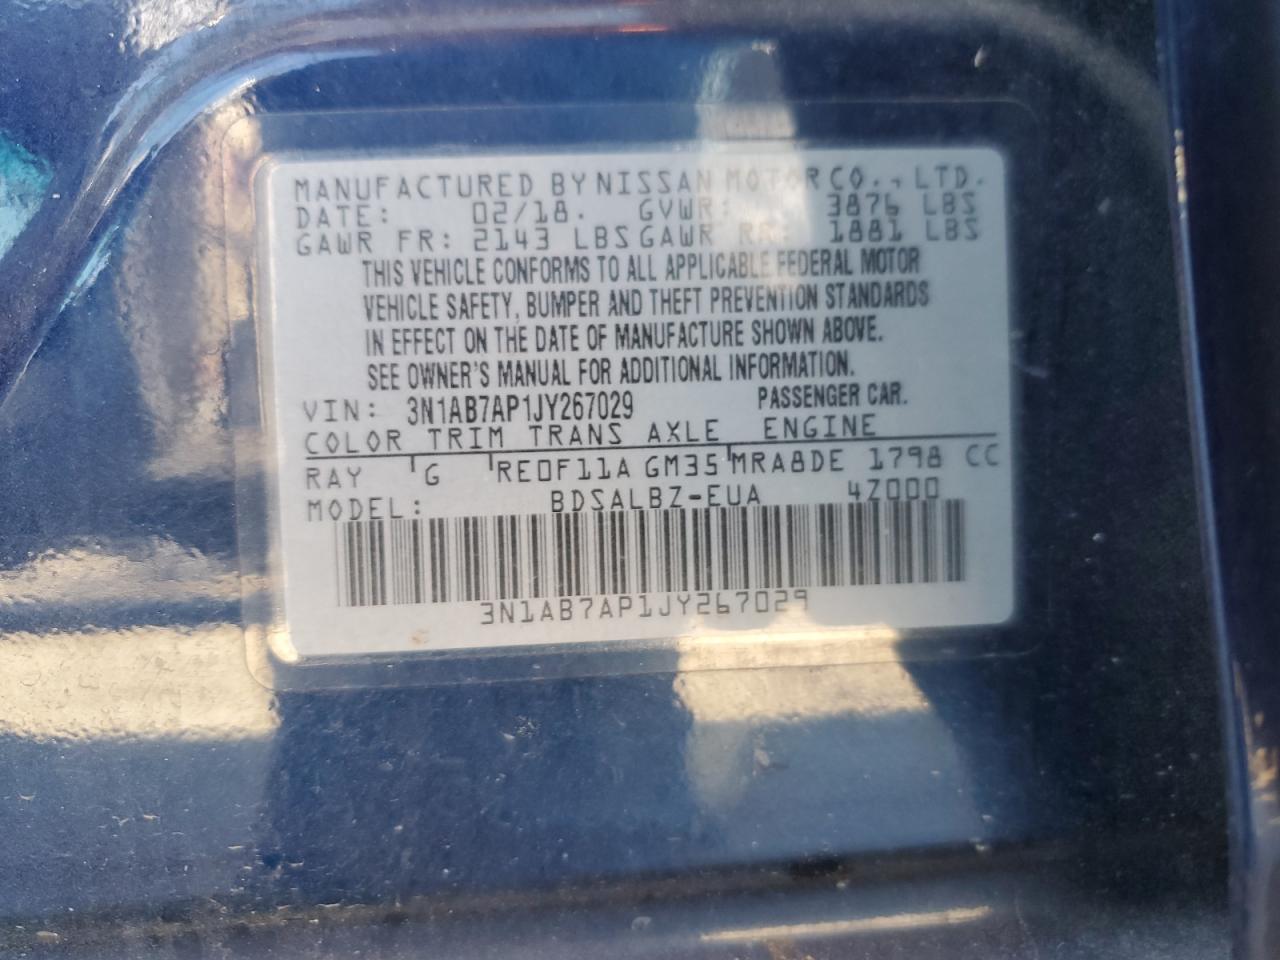 MANUFACTURED BY NISSAN MOTOR CO., LTD.
DATE: 02/18. GVWR: 3876 LBS
GAWR FR: 2143 LBS GAWR RR: 1881 LBS
THIS VEHICLE CONFORMS TO ALL APPLICABLE FEDERAL MOTOR
VEHICLE SAFETY, BUMPER AND THEFT PREVENTION STANDARDS
IN EFFECT ON THE DATE OF MANUFACTURE SHOWN ABOVE.
SEE OWNER'S MANUAL FOR ADDITIONAL INFORMATION.
VIN: 3N1AB7AP1JY267029 PASSENGER CAR.
COLOR TRIM TRANS AXLE ENGINE
RAY G RE0F11A GM35 MRA8DE 1798 CC
MODEL: BDSALBZ-EUA 4Z000
3N1AB7AP1JY267029